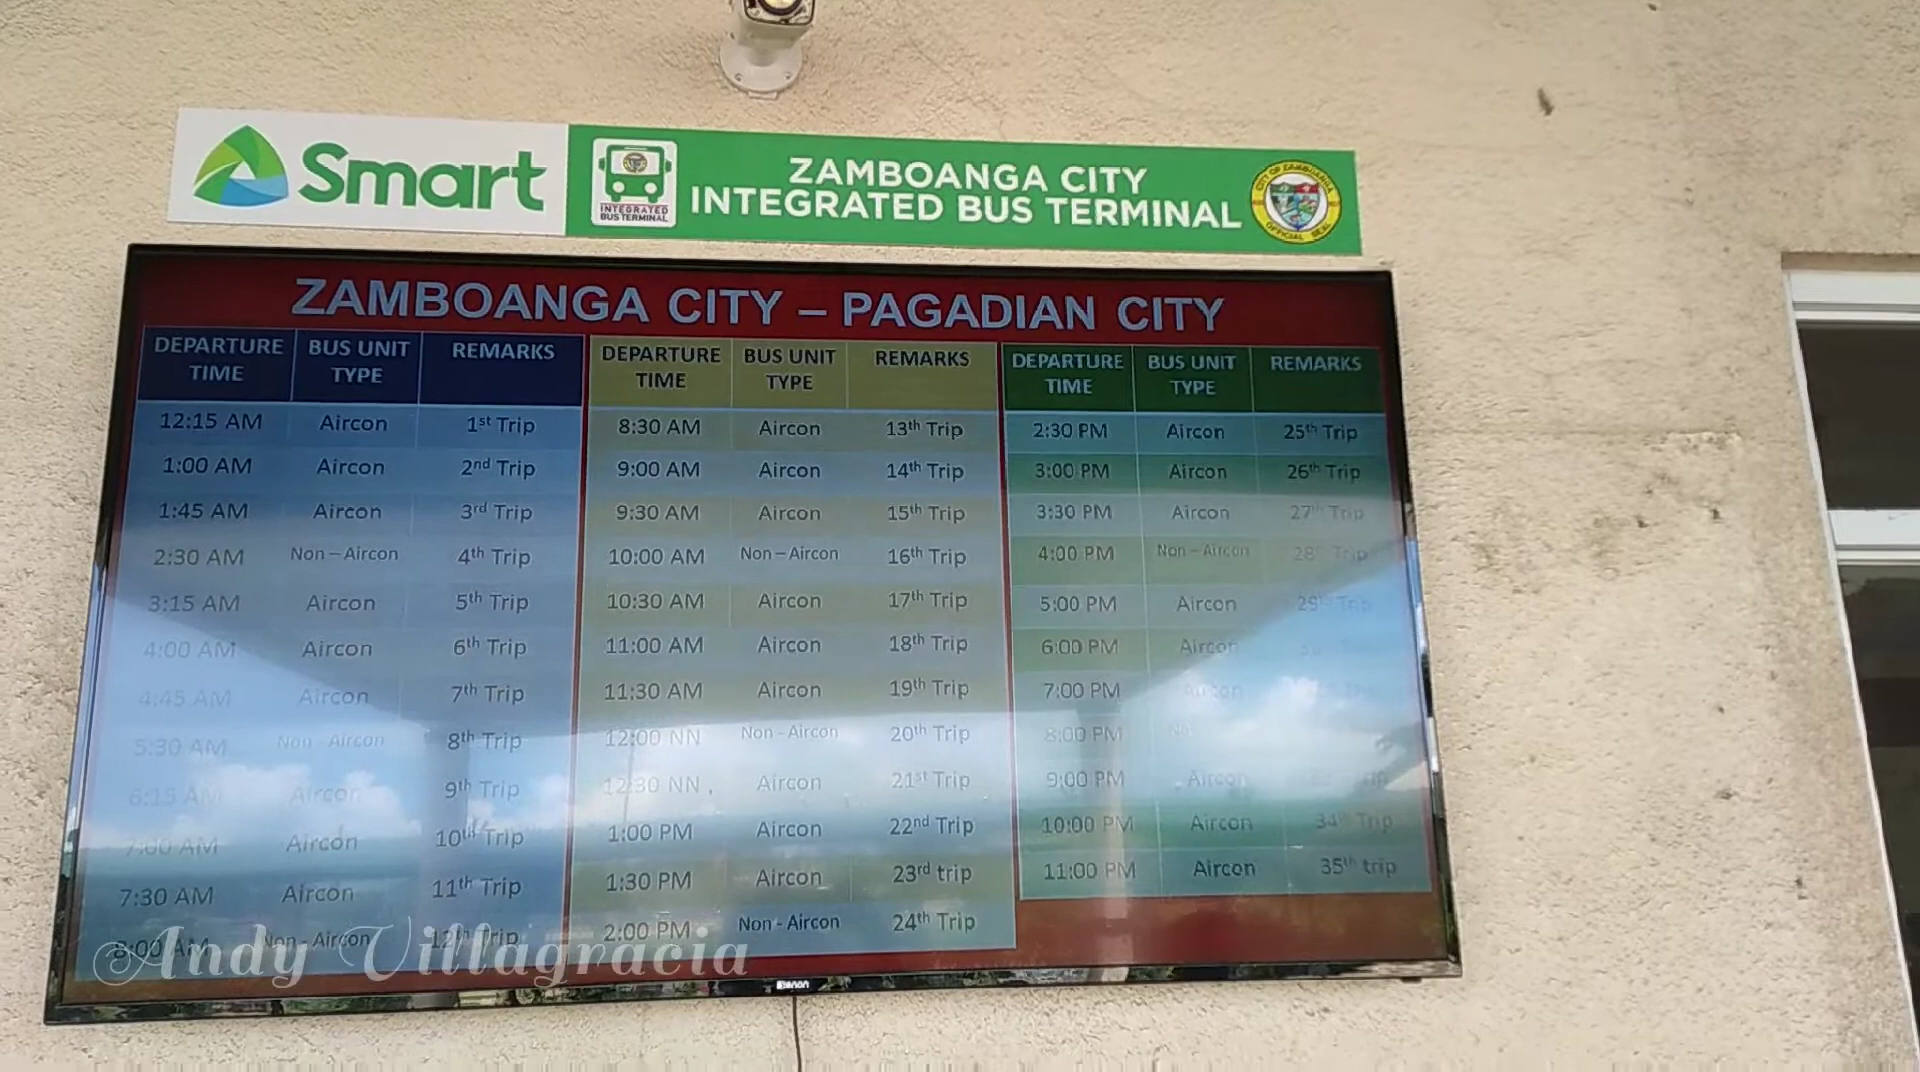 Smart
INTEGRATED
BUS TERMINAL
ZAMBOANGA CITY
INTEGRATED BUS TERMINAL
CITY OF ZAMBOANGA
OFFICIAL SEAL
ZAMBOANGA CITY – PAGADIAN CITY
DEPARTURE TIME BUS UNIT TYPE REMARKS
12:15 AM Aircon 1st Trip
1:00 AM Aircon 2nd Trip
1:45 AM Aircon 3rd Trip
2:30 AM Non – Aircon 4th Trip
3:15 AM Aircon 5th Trip
4:00 AM Aircon 6th Trip
4:45 AM Aircon 7th Trip
5:30 AM Non - Aircon 8th Trip
6:15 AM Aircon 9th Trip
7:00 AM Aircon 10th Trip
7:30 AM Aircon 11th Trip
8:00 AM Non - Aircon 12th Trip
DEPARTURE TIME BUS UNIT TYPE REMARKS
8:30 AM Aircon 13th Trip
9:00 AM Aircon 14th Trip
9:30 AM Aircon 15th Trip
10:00 AM Non – Aircon 16th Trip
10:30 AM Aircon 17th Trip
11:00 AM Aircon 18th Trip
11:30 AM Aircon 19th Trip
12:00 NN Non - Aircon 20th Trip
12:30 NN . Aircon 21st Trip
1:00 PM Aircon 22nd Trip
1:30 PM Aircon 23rd trip
2:00 PM Non - Aircon 24th Trip
DEPARTURE TIME BUS UNIT TYPE REMARKS
2:30 PM Aircon 25th Trip
3:00 PM Aircon 26th Trip
3:30 PM Aircon 27th Trip
4:00 PM Non – Aircon 28th Trip
5:00 PM Aircon 29th Trip
6:00 PM Aircon
7:00 PM Aircon
8:00 PM
9:00 PM Aircon
10:00 PM Aircon 34th Trip
11:00 PM Aircon 35th trip
Andy Villagracia